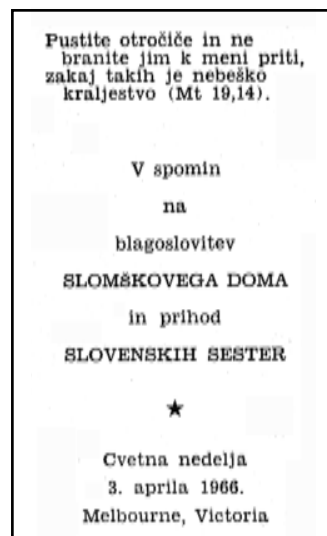 Pustite otročiče in ne
branite jim k meni priti,
zakaj takih je nebeško
kraljestvo (Mt 19,14).
V spomin
na
blagoslovitev
SLOMŠKOVEGA DOMA
in prihod
SLOVENSKIH SESTER
★
Cvetna nedelja
3. aprila 1966.
Melbourne, Victoria